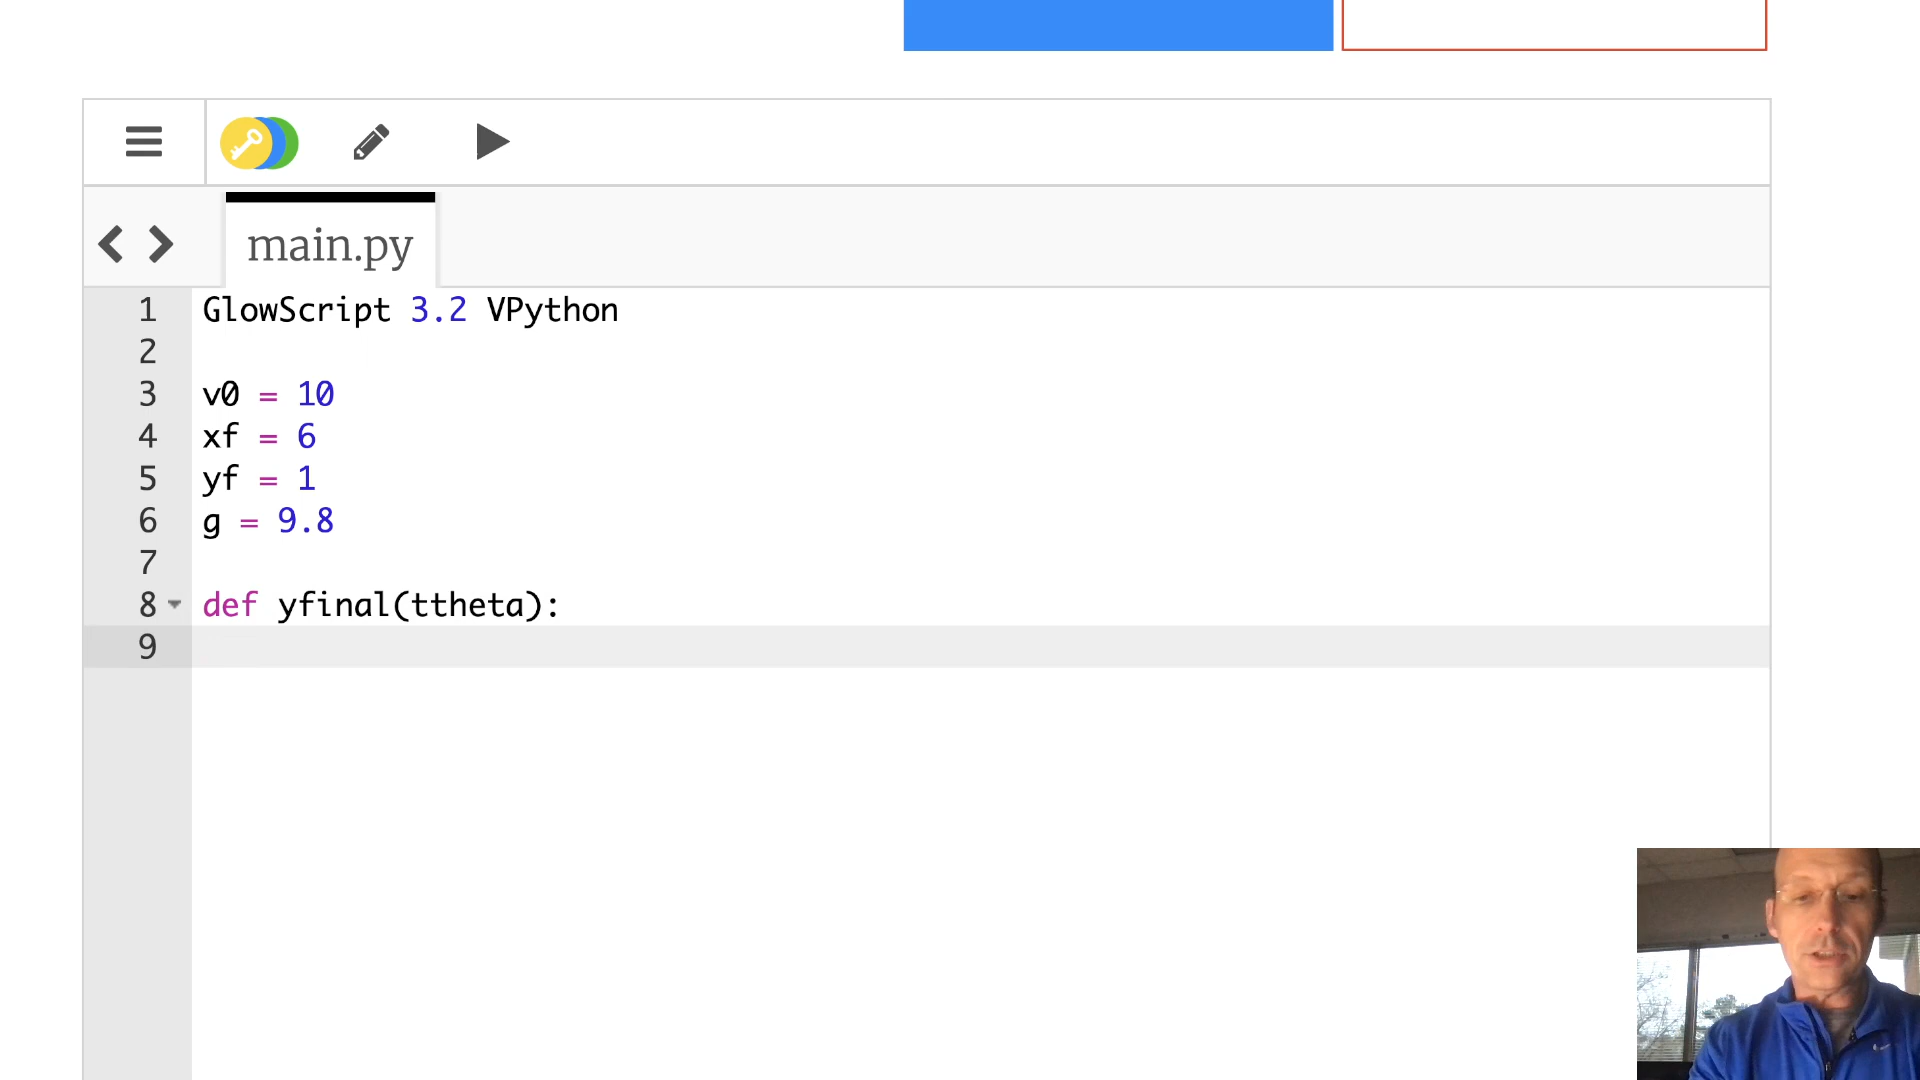 main.py
1 GlowScript 3.2 VPython
2
3 v0 = 10
4 xf = 6
5 yf = 1
6 g = 9.8
7
8 def yfinal(ttheta):
9